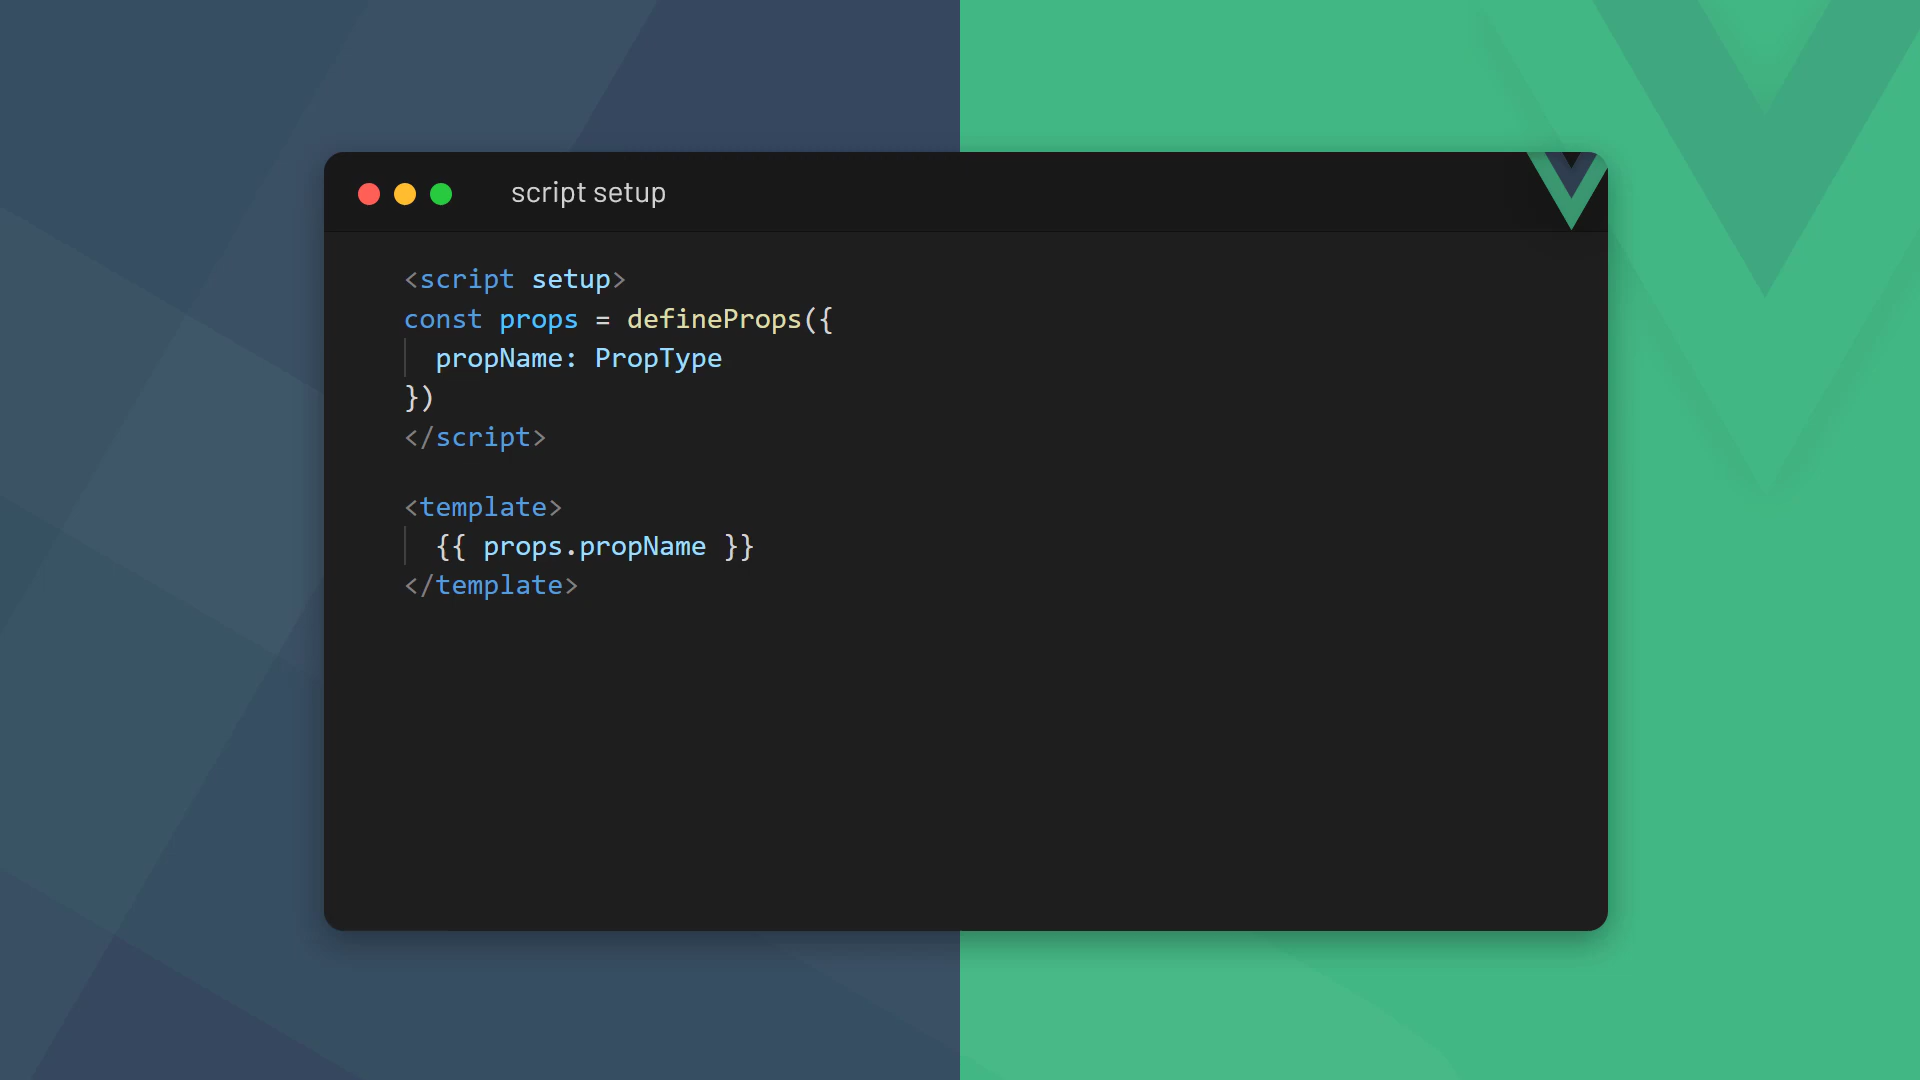 script setup
<script setup>
const props = defineProps({
  propName: PropType
})
</script>
<template>
  {{ props.propName }}
</template>